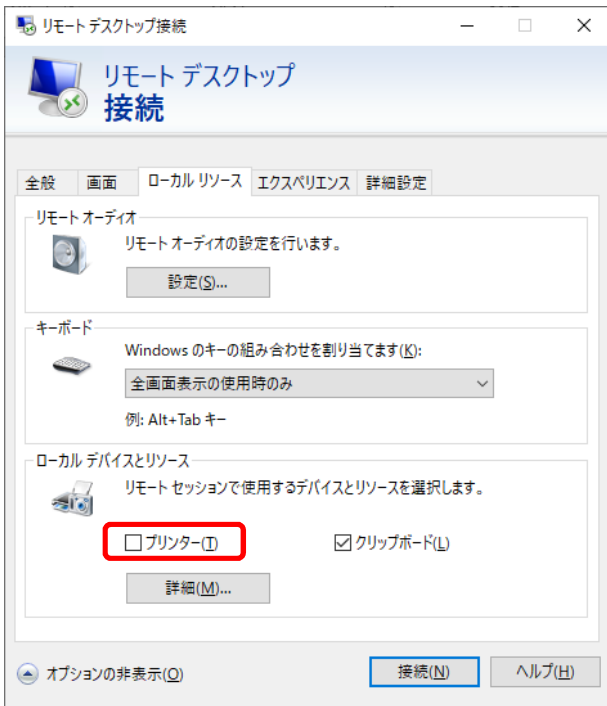 リモート デスクトップ接続
リモート デスクトップ
接続
全般 画面 ローカル リソース エクスペリエンス 詳細設定
リモート オーディオ
リモート オーディオの設定を行います。
設定(S)...
キーボード
Windows のキーの組み合わせを割り当てます(K):
全画面表示の使用時のみ
例: Alt+Tab キー
ローカル デバイスとリソース
リモート セッションで使用するデバイスとリソースを選択します。
プリンター(T) クリップボード(L)
詳細(M)...
オプションの非表示(O) 接続(N) ヘルプ(H)